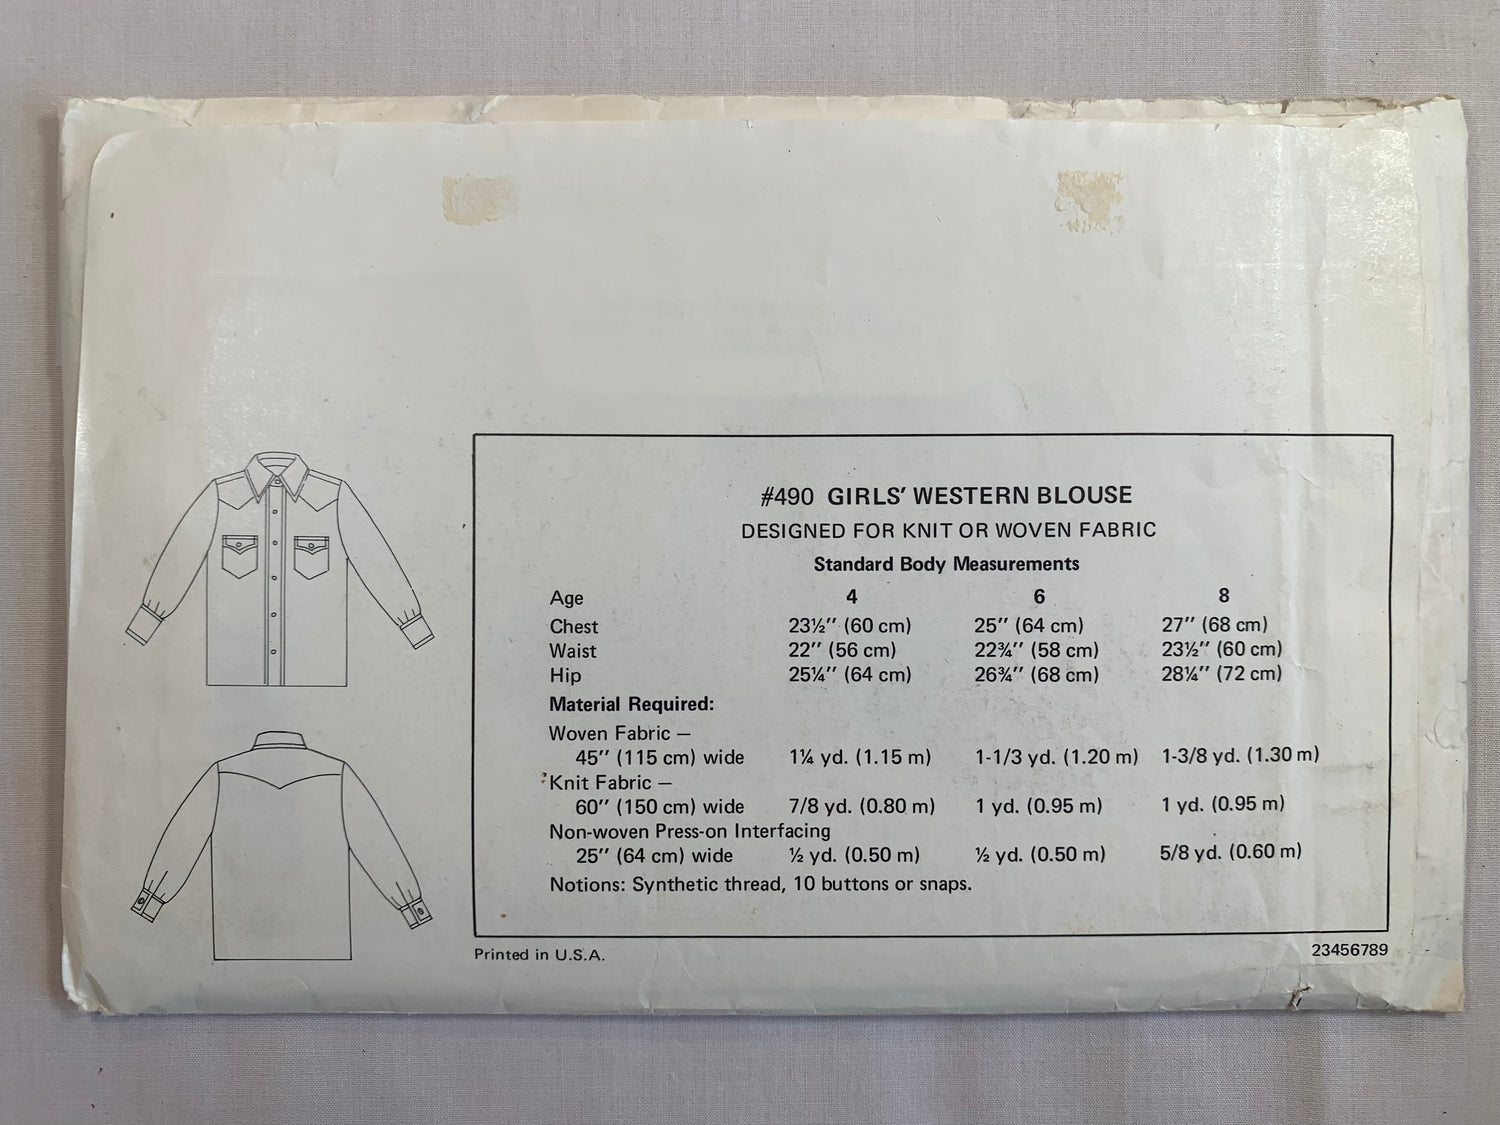 #490 GIRLS' WESTERN BLOUSE
DESIGNED FOR KNIT OR WOVEN FABRIC
Standard Body Measurements
Age 4 6 8
Chest 23½″ (60 cm) 25″ (64 cm) 27″ (68 cm)
Waist 22″ (56 cm) 22¾″ (58 cm) 23½″ (60 cm)
Hip 25¼″ (64 cm) 26¾″ (68 cm) 28¼″ (72 cm)
Material Required:
Woven Fabric —
45″ (115 cm) wide 1¼ yd. (1.15 m) 1-1/3 yd. (1.20 m) 1-3/8 yd. (1.30 m)
Knit Fabric —
60″ (150 cm) wide 7/8 yd. (0.80 m) 1 yd. (0.95 m) 1 yd. (0.95 m)
Non-woven Press-on Interfacing
25″ (64 cm) wide ½ yd. (0.50 m) ½ yd. (0.50 m) 5/8 yd. (0.60 m)
Notions: Synthetic thread, 10 buttons or snaps.
Printed in U.S.A. 23456789